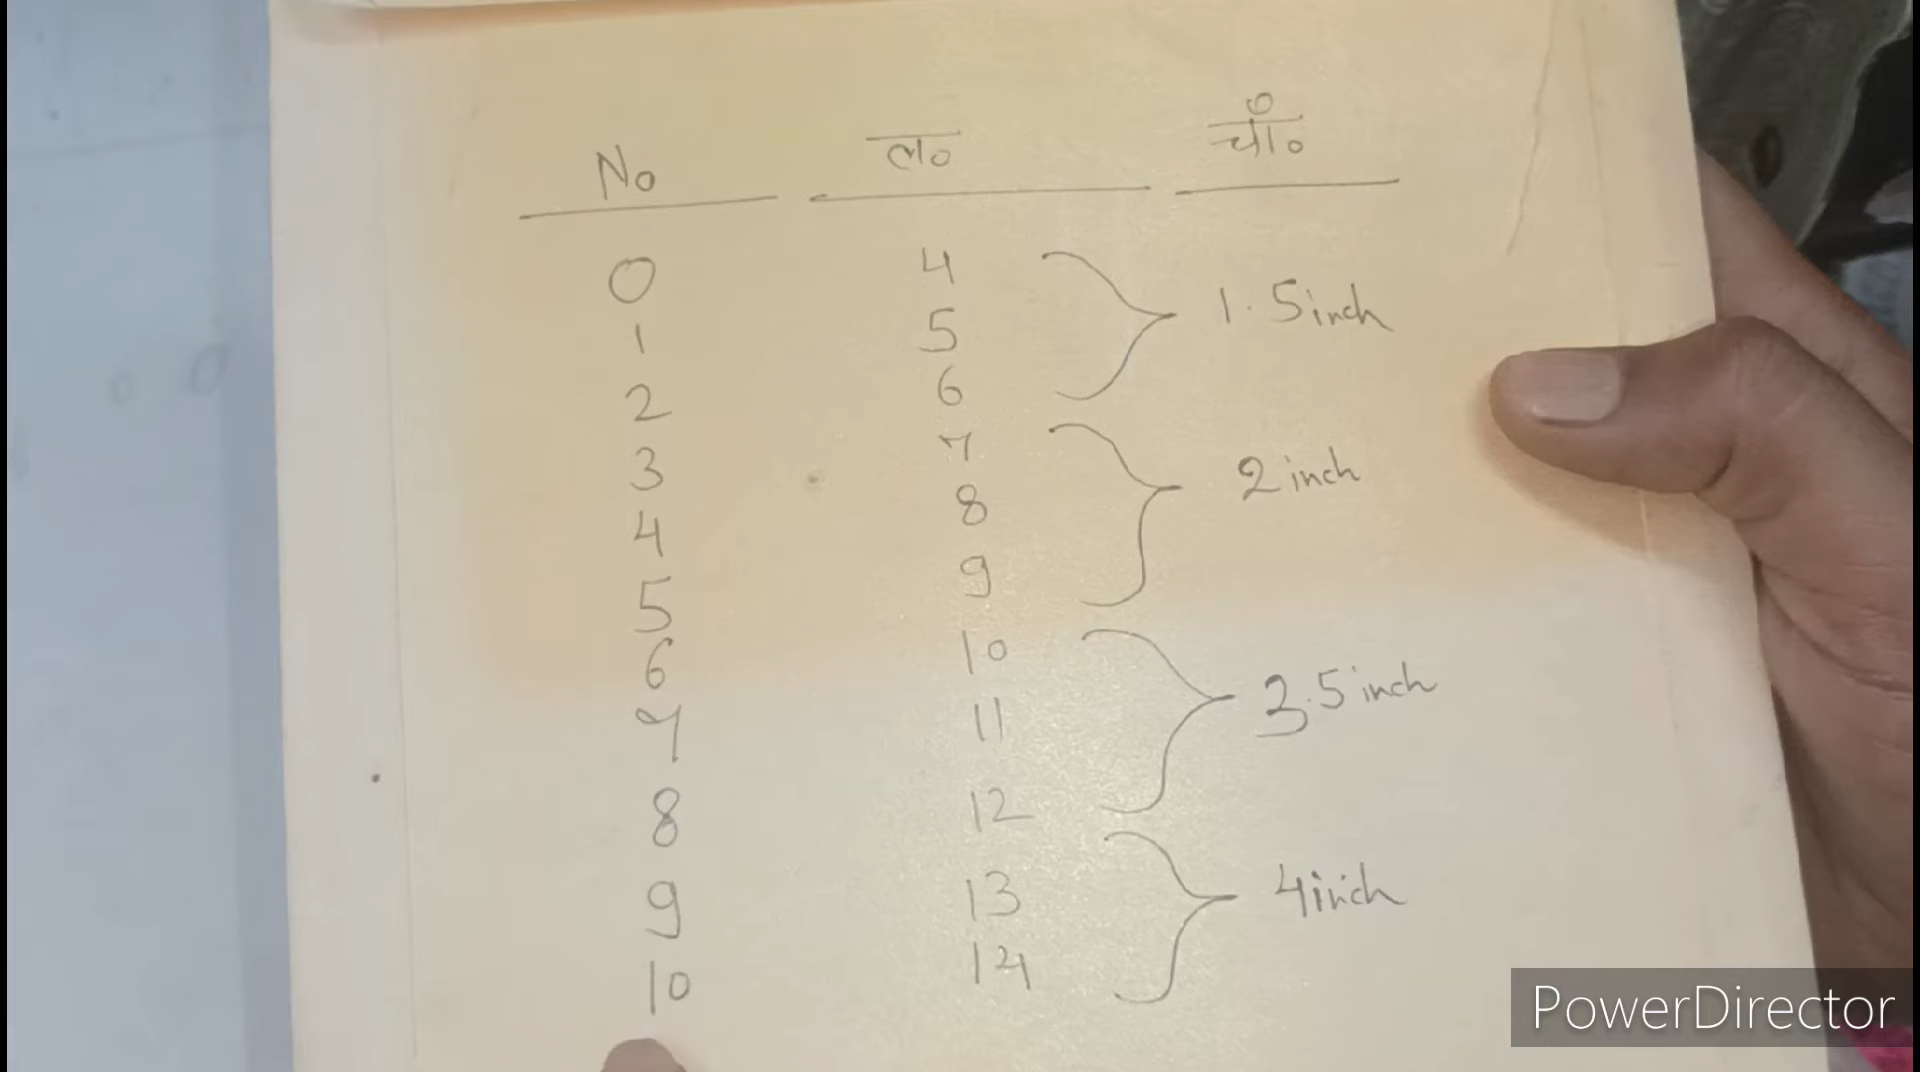 No ल० चौ०
0 4
1 5 1.5 inch
2 6
3 7
4 8 2 inch
5 9
6 10
7 11 3.5 inch
8 12
9 13 4 inch
10 14
PowerDirector